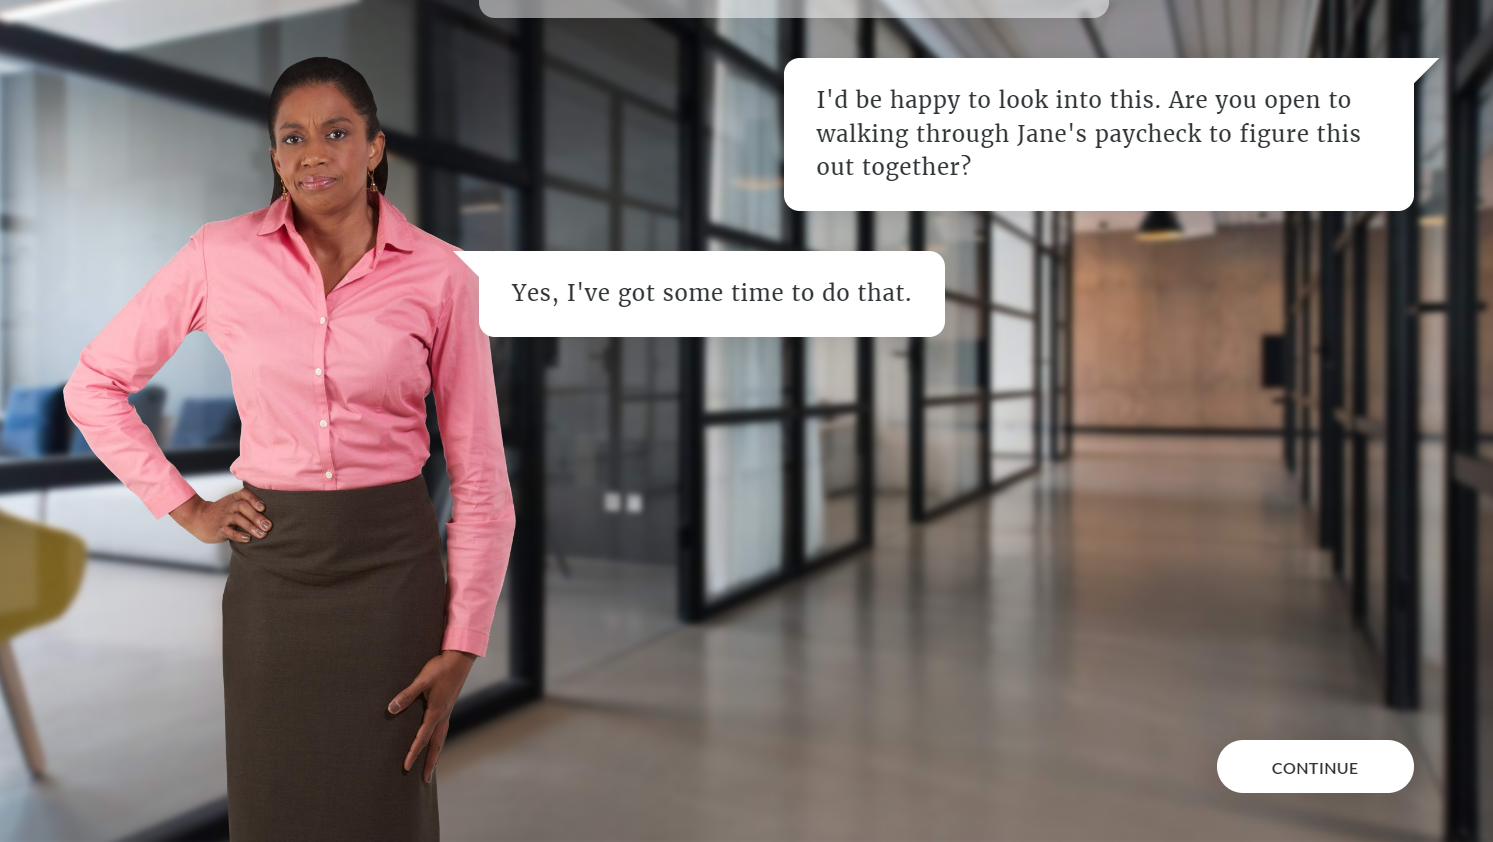 I'd be happy to look into this. Are you open to
walking through Jane's paycheck to figure this
out together?
Yes, I've got some time to do that.
CONTINUE